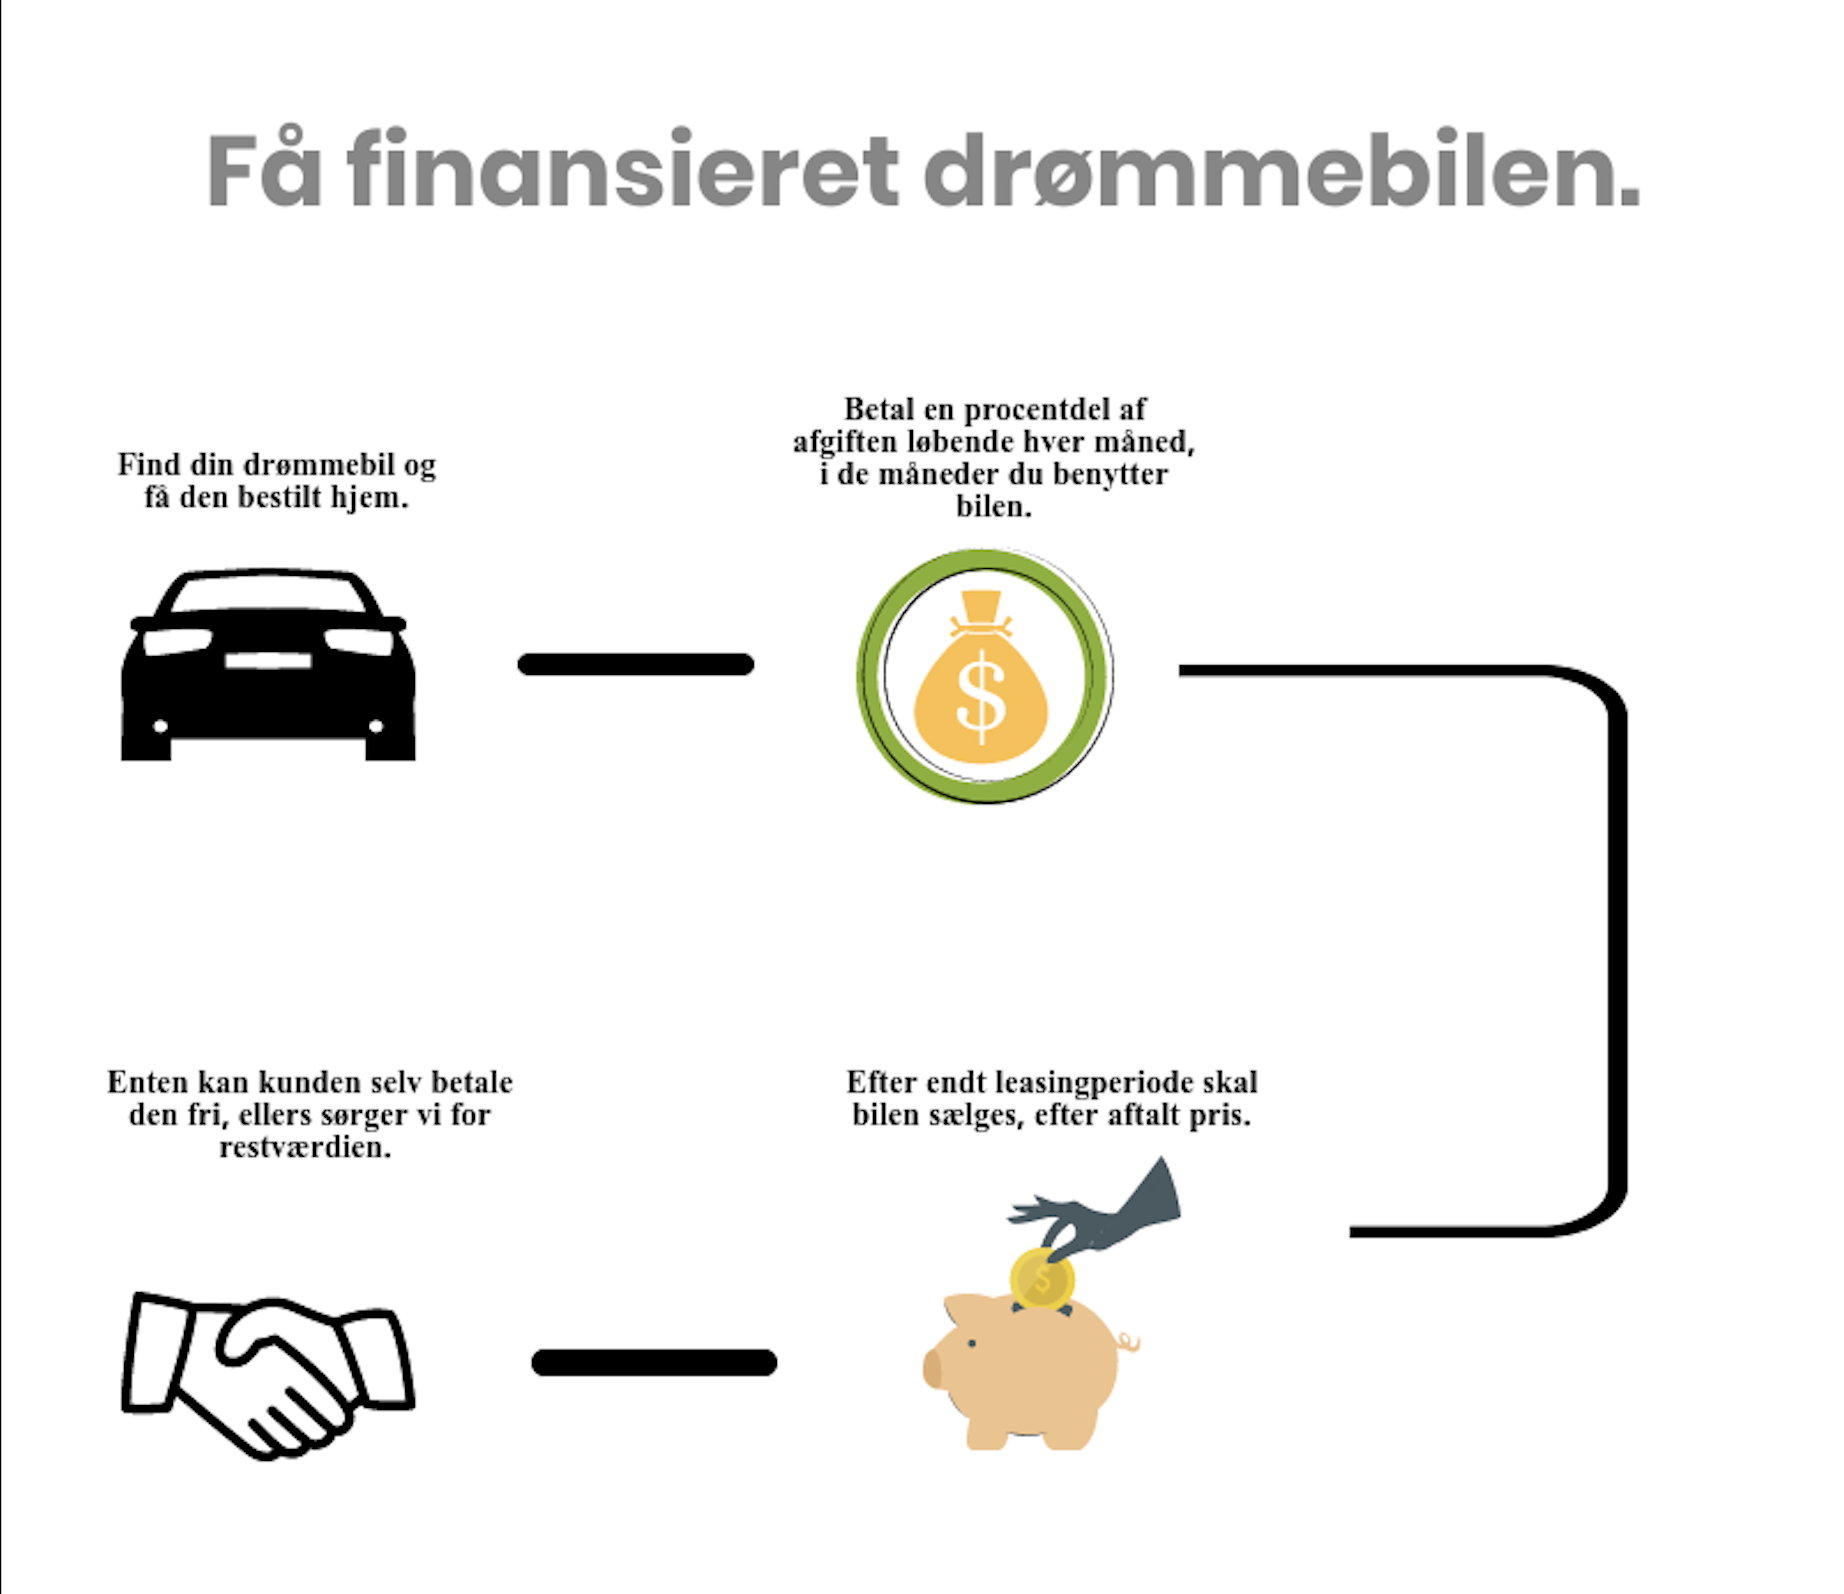 Få finansieret drømmebilen.
Find din drømmebil og
få den bestilt hjem.
Betal en procentdel af
afgiften løbende hver måned,
i de måneder du benytter
bilen.
$
Efter endt leasingperiode skal
bilen sælges, efter aftalt pris.
$
Enten kan kunden selv betale
den fri, ellers sørger vi for
restværdien.